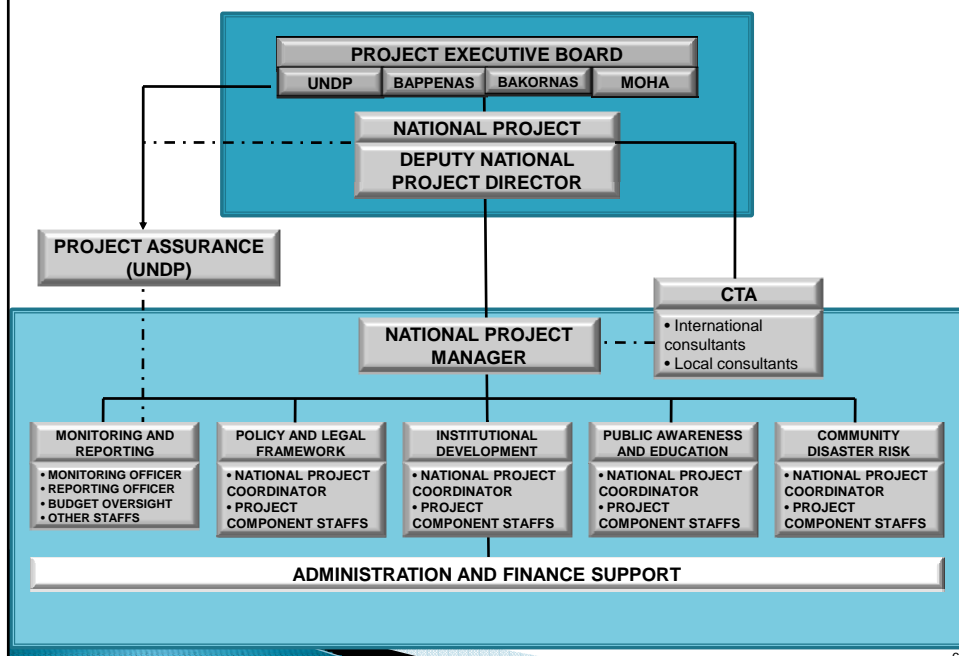 PROJECT EXECUTIVE BOARD
UNDP
BAPPENAS
BAKORNAS
MOHA
NATIONAL PROJECT
DEPUTY NATIONAL
PROJECT DIRECTOR
PROJECT ASSURANCE
(UNDP)
CTA
• International
consultants
• Local consultants
NATIONAL PROJECT
MANAGER
MONITORING AND
REPORTING
• MONITORING OFFICER
• REPORTING OFFICER
• BUDGET OVERSIGHT
• OTHER STAFFS
POLICY AND LEGAL
FRAMEWORK
• NATIONAL PROJECT
COORDINATOR
• PROJECT
COMPONENT STAFFS
INSTITUTIONAL
DEVELOPMENT
• NATIONAL PROJECT
COORDINATOR
• PROJECT
COMPONENT STAFFS
PUBLIC AWARENESS
AND EDUCATION
• NATIONAL PROJECT
COORDINATOR
• PROJECT
COMPONENT STAFFS
COMMUNITY
DISASTER RISK
• NATIONAL PROJECT
COORDINATOR
• PROJECT
COMPONENT STAFFS
ADMINISTRATION AND FINANCE SUPPORT